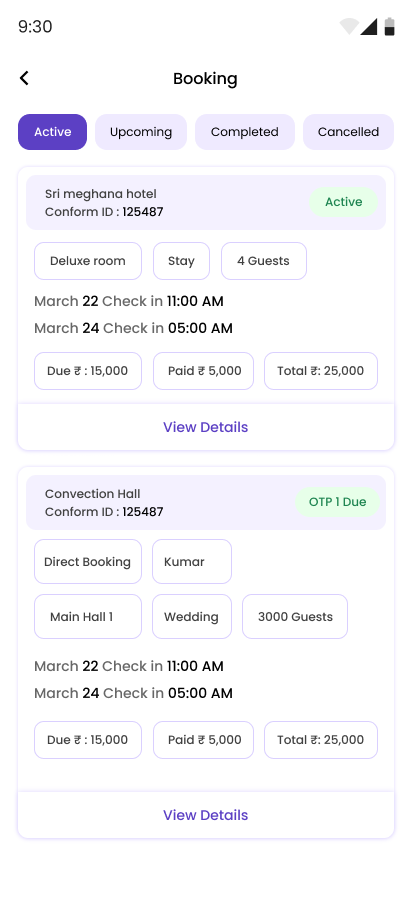 9:30
Booking
Active Upcoming Completed Cancelled
Sri meghana hotel
Conform ID : 125487
Active
Deluxe room Stay 4 Guests
March 22 Check in 11:00 AM
March 24 Check in 05:00 AM
Due ₹ : 15,000 Paid ₹ 5,000 Total ₹: 25,000
View Details
Convection Hall
Conform ID : 125487
OTP 1 Due
Direct Booking Kumar
Main Hall 1 Wedding 3000 Guests
March 22 Check in 11:00 AM
March 24 Check in 05:00 AM
Due ₹ : 15,000 Paid ₹ 5,000 Total ₹: 25,000
View Details